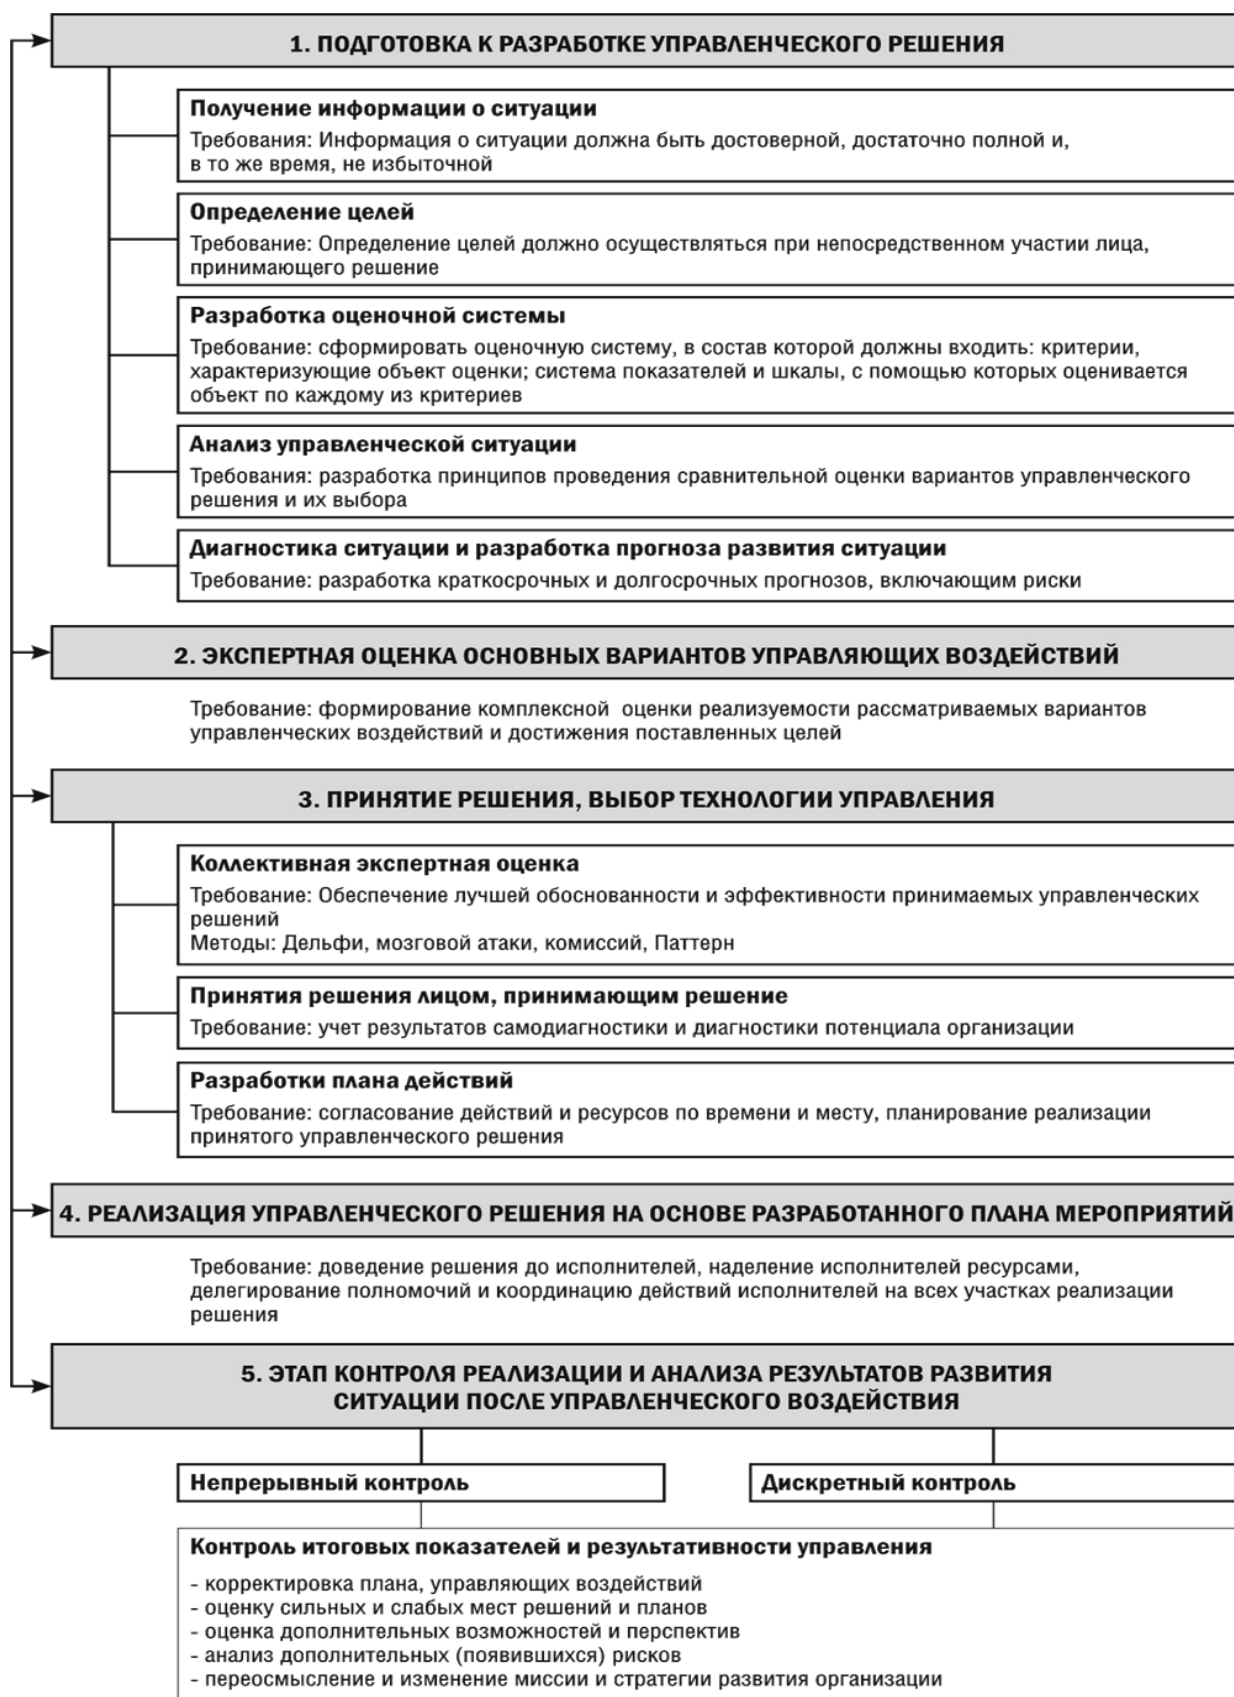 1. ПОДГОТОВКА К РАЗРАБОТКЕ УПРАВЛЕНЧЕСКОГО РЕШЕНИЯ
Получение информации о ситуации
Требования: Информация о ситуации должна быть достоверной, достаточно полной и,
в то же время, не избыточной
Определение целей
Требование: Определение целей должно осуществляться при непосредственном участии лица,
принимающего решение
Разработка оценочной системы
Требование: сформировать оценочную систему, в состав которой должны входить: критерии,
характеризующие объект оценки; система показателей и шкалы, с помощью которых оценивается
объект по каждому из критериев
Анализ управленческой ситуации
Требования: разработка принципов проведения сравнительной оценки вариантов управленческого
решения и их выбора
Диагностика ситуации и разработка прогноза развития ситуации
Требование: разработка краткосрочных и долгосрочных прогнозов, включающим риски
2. ЭКСПЕРТНАЯ ОЦЕНКА ОСНОВНЫХ ВАРИАНТОВ УПРАВЛЯЮЩИХ ВОЗДЕЙСТВИЙ
Требование: формирование комплексной оценки реализуемости рассматриваемых вариантов
управленческих воздействий и достижения поставленных целей
3. ПРИНЯТИЕ РЕШЕНИЯ, ВЫБОР ТЕХНОЛОГИИ УПРАВЛЕНИЯ
Коллективная экспертная оценка
Требование: Обеспечение лучшей обоснованности и эффективности принимаемых управленческих
решений
Методы: Дельфи, мозговой атаки, комиссий, Паттерн
Принятия решения лицом, принимающим решение
Требование: учет результатов самодиагностики и диагностики потенциала организации
Разработки плана действий
Требование: согласование действий и ресурсов по времени и месту, планирование реализации
принятого управленческого решения
4. РЕАЛИЗАЦИЯ УПРАВЛЕНЧЕСКОГО РЕШЕНИЯ НА ОСНОВЕ РАЗРАБОТАННОГО ПЛАНА МЕРОПРИЯТИЙ
Требование: доведение решения до исполнителей, наделение исполнителей ресурсами,
делегирование полномочий и координацию действий исполнителей на всех участках реализации
решения
5. ЭТАП КОНТРОЛЯ РЕАЛИЗАЦИИ И АНАЛИЗА РЕЗУЛЬТАТОВ РАЗВИТИЯ
СИТУАЦИИ ПОСЛЕ УПРАВЛЕНЧЕСКОГО ВОЗДЕЙСТВИЯ
Непрерывный контроль
Дискретный контроль
Контроль итоговых показателей и результативности управления
- корректировка плана, управляющих воздействий
- оценку сильных и слабых мест решений и планов
- оценка дополнительных возможностей и перспектив
- анализ дополнительных (появившихся) рисков
- переосмысление и изменение миссии и стратегии развития организации